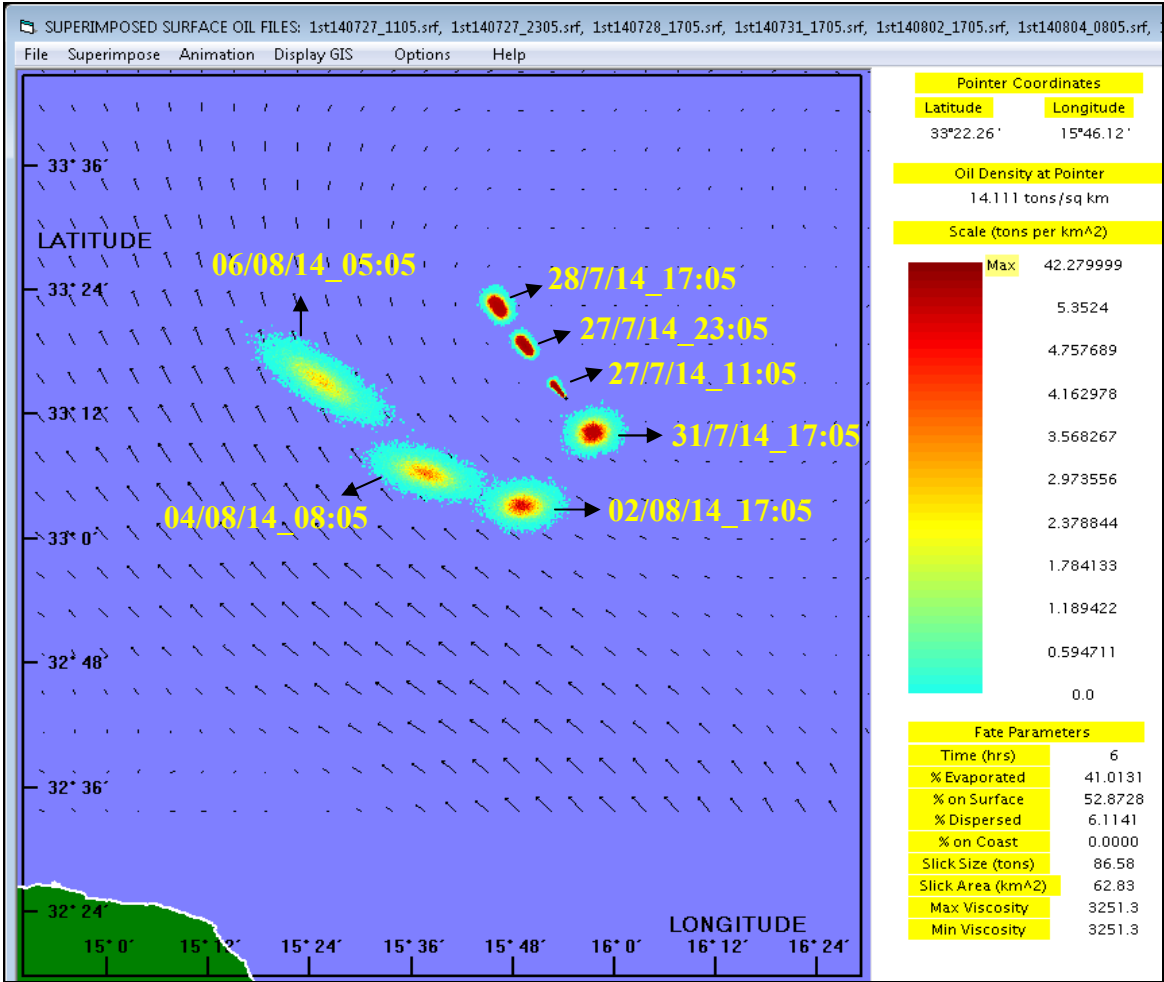 SUPERIMPOSED SURFACE OIL FILES: 1st140727_1105.srf, 1st140727_2305.srf, 1st140728_1705.srf, 1st140731_1705.srf, 1st140802_1705.srf, 1st140804_0805.srf,
File Superimpose Animation Display GIS Options Help
33° 36´
LATITUDE
06/08/14_05:05
33° 24´
28/7/14_17:05
27/7/14_23:05
27/7/14_11:05
33° 12´
31/7/14_17:05
04/08/14_08:05
02/08/14_17:05
33° 0´
32° 48´
32° 36´
32° 24´
LONGITUDE
15° 0´ 15° 12´ 15° 24´ 15° 36´ 15° 48´ 16° 0´ 16° 12´ 16° 24´
Pointer Coordinates
Latitude Longitude
33°22.26' 15°46.12'
Oil Density at Pointer
14.111 tons/sq km
Scale (tons per km^2)
Max 42.279999
5.3524
4.757689
4.162978
3.568267
2.973556
2.378844
1.784133
1.189422
0.594711
0.0
Fate Parameters
Time (hrs) 6
% Evaporated 41.0131
% on Surface 52.8728
% Dispersed 6.1141
% on Coast 0.0000
Slick Size (tons) 86.58
Slick Area (km^2) 62.83
Max Viscosity 3251.3
Min Viscosity 3251.3